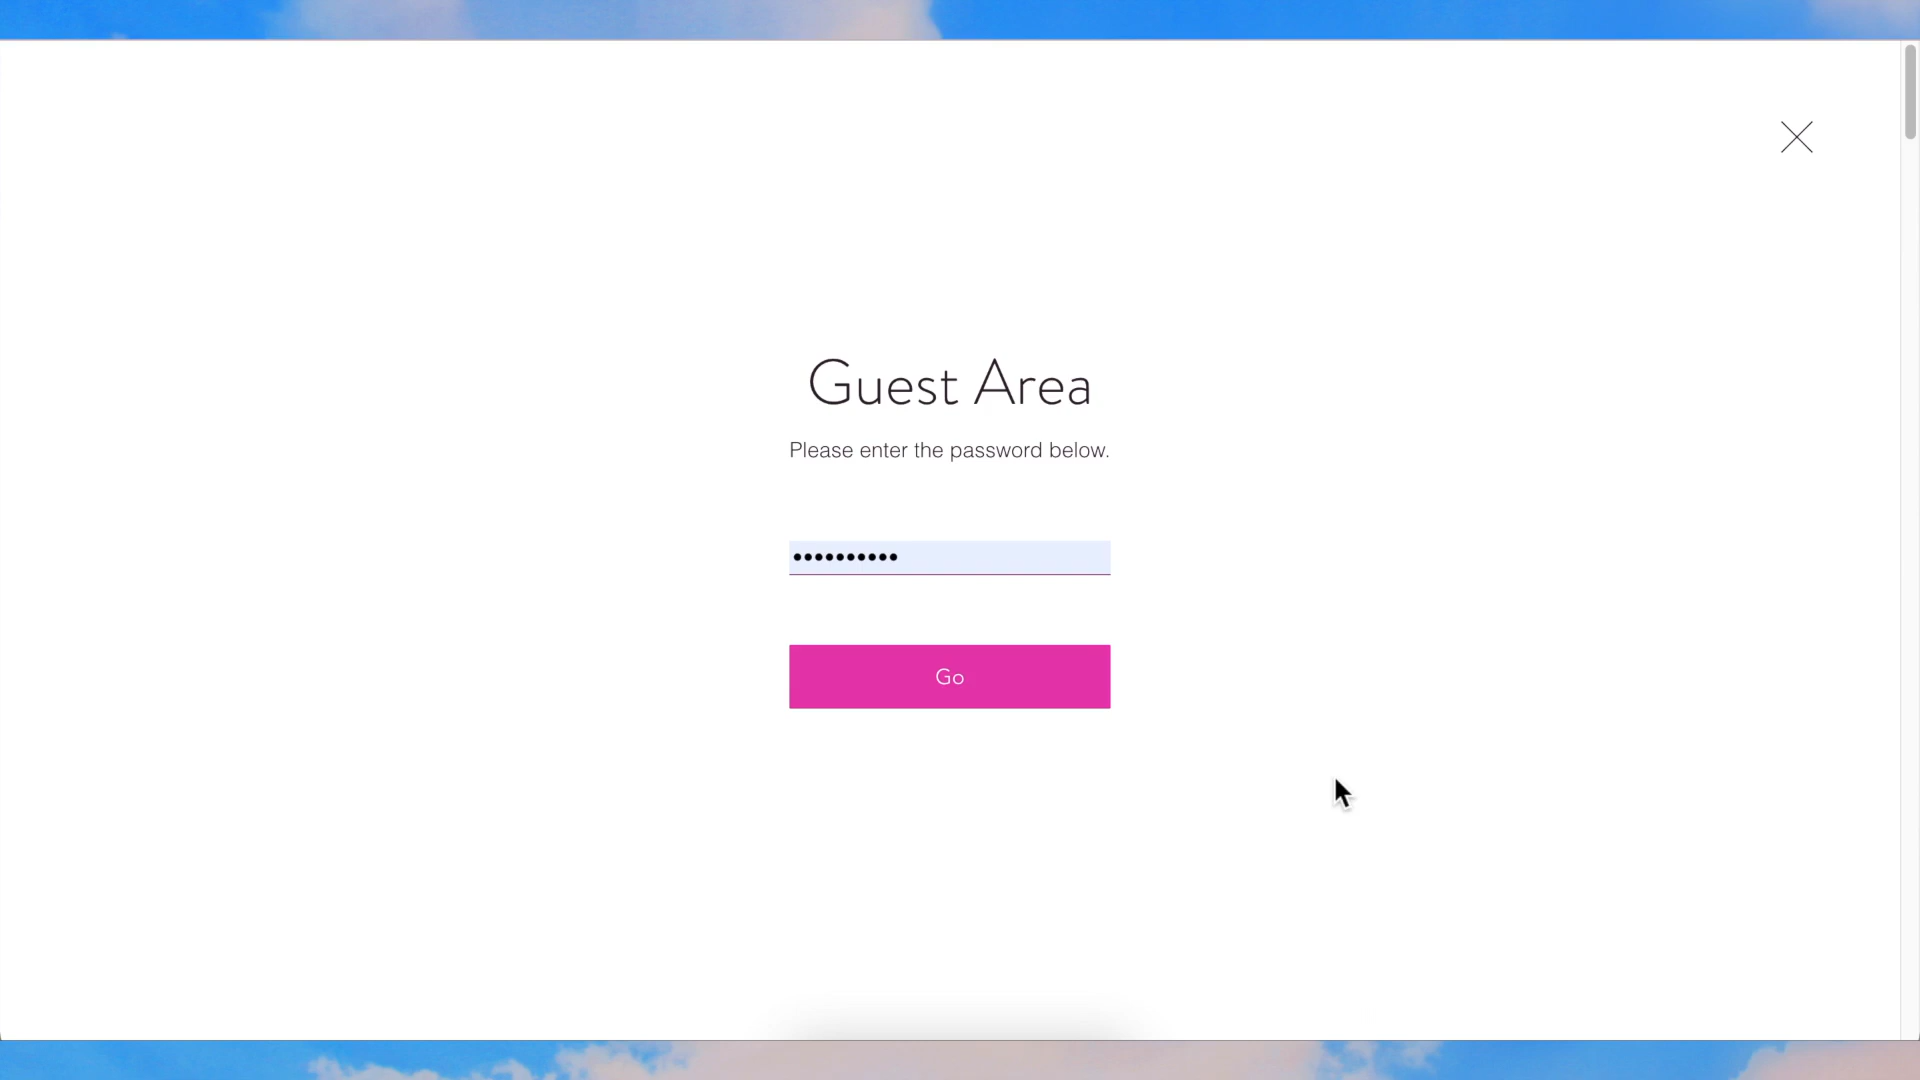 Guest Area
Please enter the password below.
••••••••••
Go